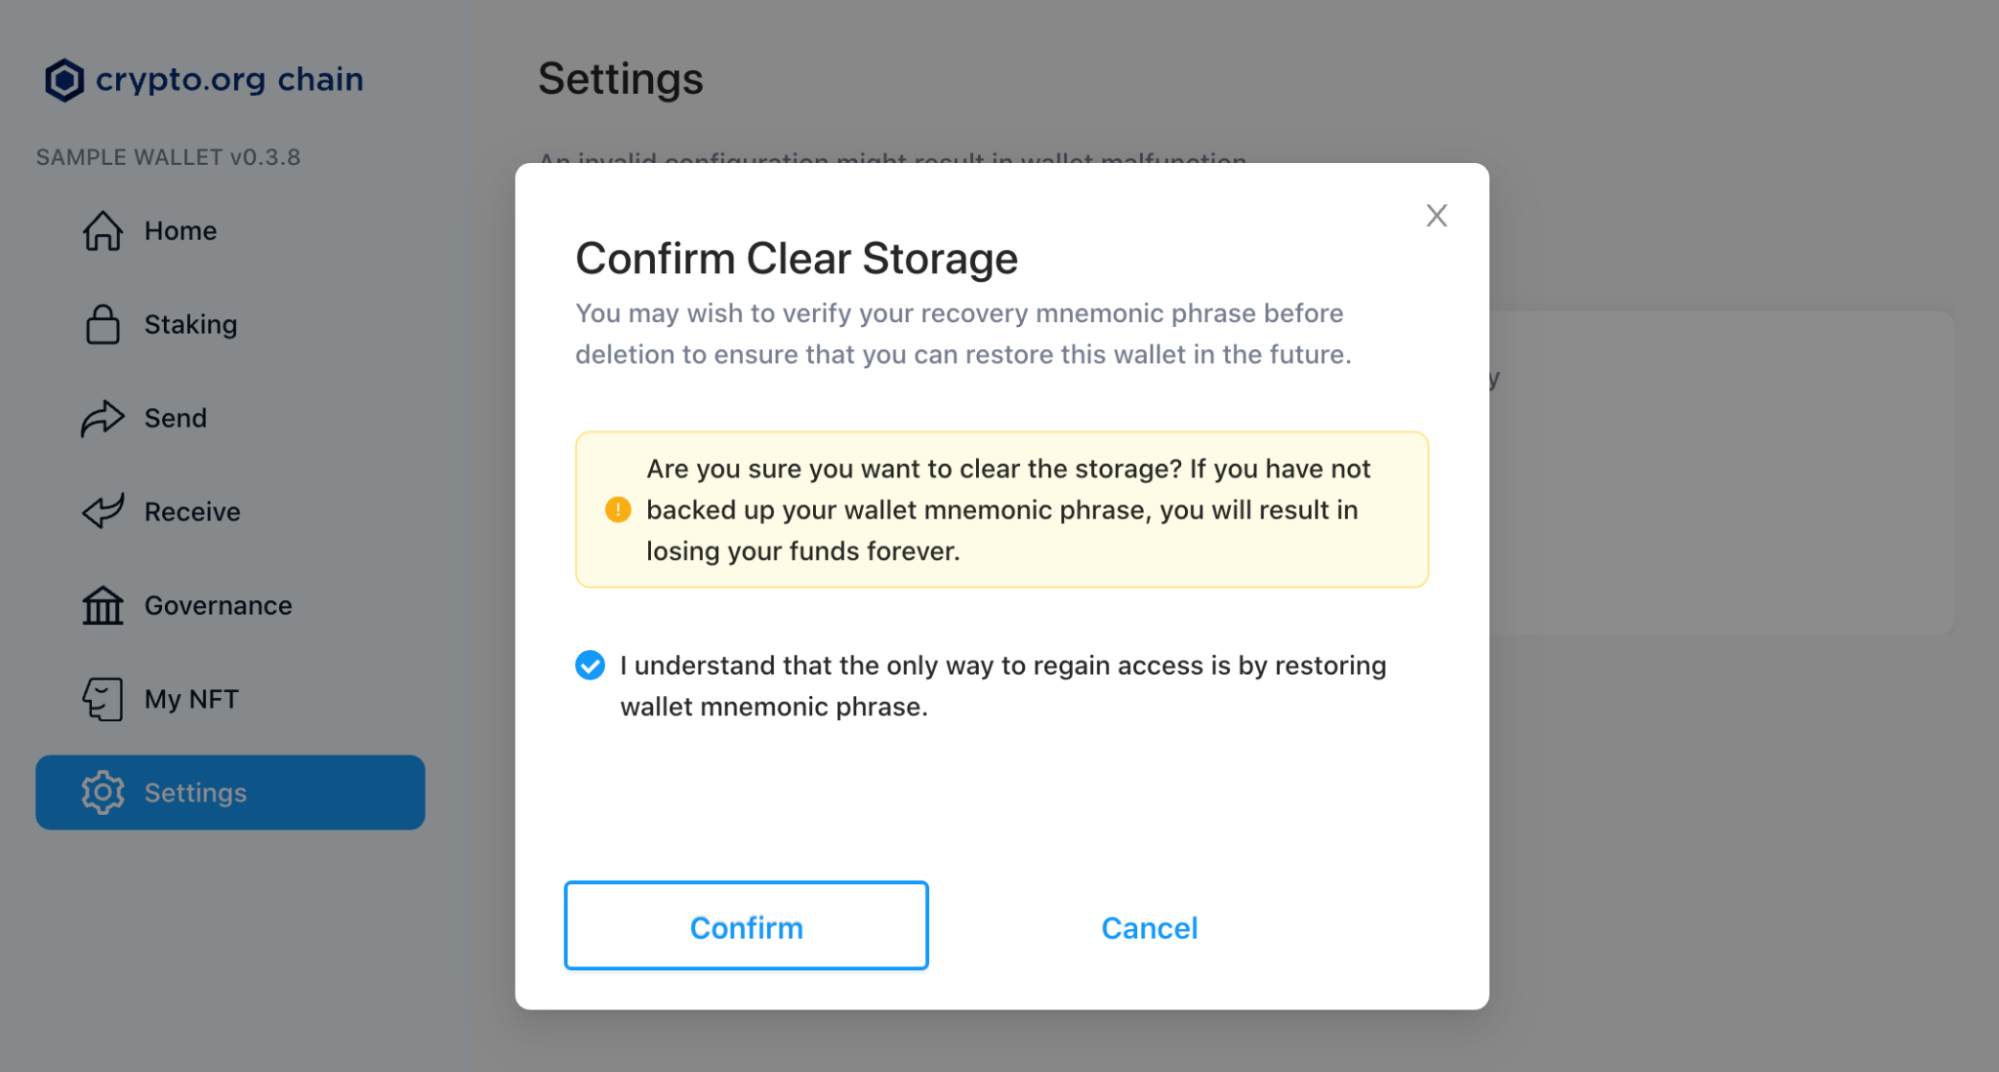 crypto.org chain
SAMPLE WALLET v0.3.8
Home
Staking
Send
Receive
Governance
My NFT
Settings
Settings
An invalid configuration might result in wallet malfunction
Confirm Clear Storage
You may wish to verify your recovery mnemonic phrase before
deletion to ensure that you can restore this wallet in the future.
Are you sure you want to clear the storage? If you have not
backed up your wallet mnemonic phrase, you will result in
losing your funds forever.
I understand that the only way to regain access is by restoring
wallet mnemonic phrase.
Confirm
Cancel